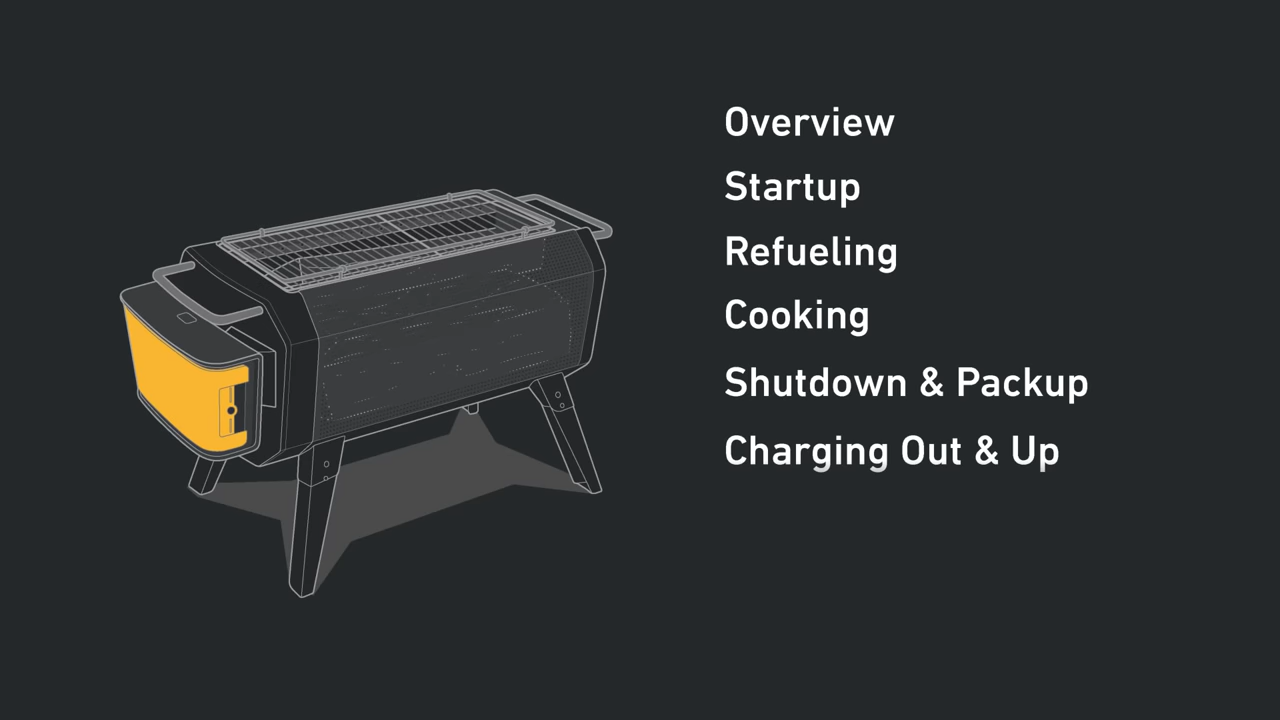 Overview
Startup
Refueling
Cooking
Shutdown & Packup
Charging Out & Up